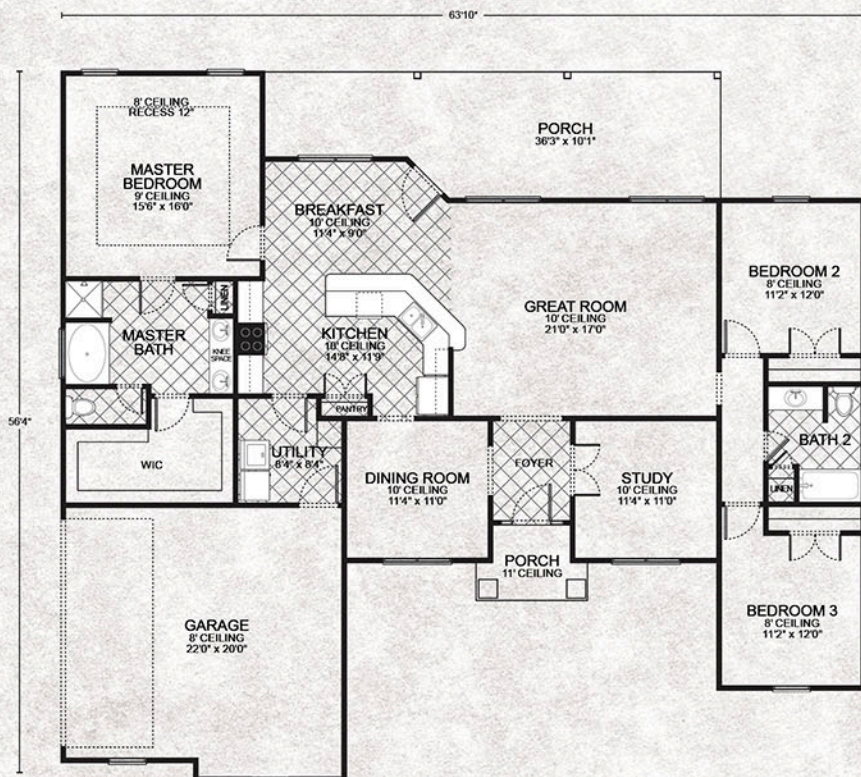 63'10"
56'4"
8' CEILING
RECESS 12"
MASTER
BEDROOM
9' CEILING
15'6" x 16'0"
PORCH
36'3" x 10'1"
BREAKFAST
10' CEILING
11'4" x 9'0"
GREAT ROOM
10' CEILING
21'0" x 17'0"
BEDROOM 2
8' CEILING
11'2" x 12'0"
LINEN
MASTER
BATH
KNEE
SPACE
KITCHEN
18' CEILING
14'8" x 11'9"
PANTRY
WIC
UTILITY
8'4" x 8'4"
DINING ROOM
10' CEILING
11'4" x 11'0"
FOYER
STUDY
10' CEILING
11'4" x 11'0"
BATH 2
LINEN
PORCH
11' CEILING
GARAGE
8' CEILING
22'0" x 20'0"
BEDROOM 3
8' CEILING
11'2" x 12'0"